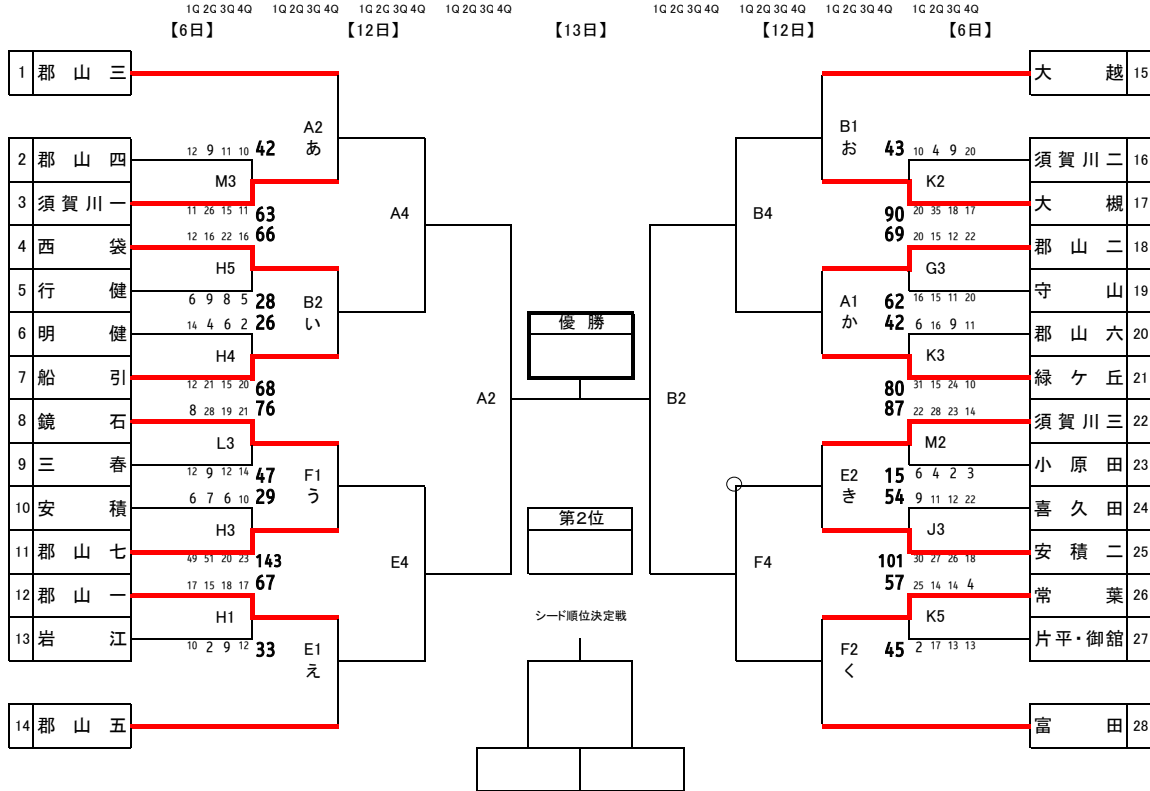 1Q 2Q 3Q 4Q 1Q 2Q 3Q 4Q 1Q 2Q 3Q 4Q 1Q 2Q 3Q 4Q 1Q 2Q 3Q 4Q 1Q 2Q 3Q 4Q 1Q 2Q 3Q 4Q
【6日】 【12日】 【13日】 【12日】 【6日】
1 郡山三
2 郡山四
3 須賀川一
4 西袋
5 行健
6 明健
7 船引
8 鏡石
9 三春
10 安積
11 郡山七
12 郡山一
13 岩江
14 郡山五
12 9 11 10 42
M3
11 26 15 11 63
12 16 22 16 66
H5
6 9 8 5 28
14 4 6 2 26
H4
12 21 15 20 68
8 28 19 21 76
L3
12 9 12 14 47
6 7 6 10 29
H3
49 51 20 23 143
17 15 18 17 67
H1
10 2 9 12 33
A2
あ
B2
い
F1
う
E1
え
A4
E4
A2
優勝
第2位
シード順位決定戦
B2
B4
F4
B1
お
A1
か
E2
き
F2
く
43 10 4 9 20
K2
90 20 35 18 17
69 20 15 12 22
G3
62 16 15 11 20
42 6 16 9 11
K3
80 31 15 24 10
87 22 28 23 14
M2
15 6 4 2 3
54 9 11 12 22
J3
101 30 27 26 18
57 25 14 14 4
K5
45 2 17 13 13
大越 15
須賀川二 16
大槻 17
郡山二 18
守山 19
郡山六 20
緑ケ丘 21
須賀川三 22
小原田 23
喜久田 24
安積二 25
常葉 26
片平・御舘 27
富田 28